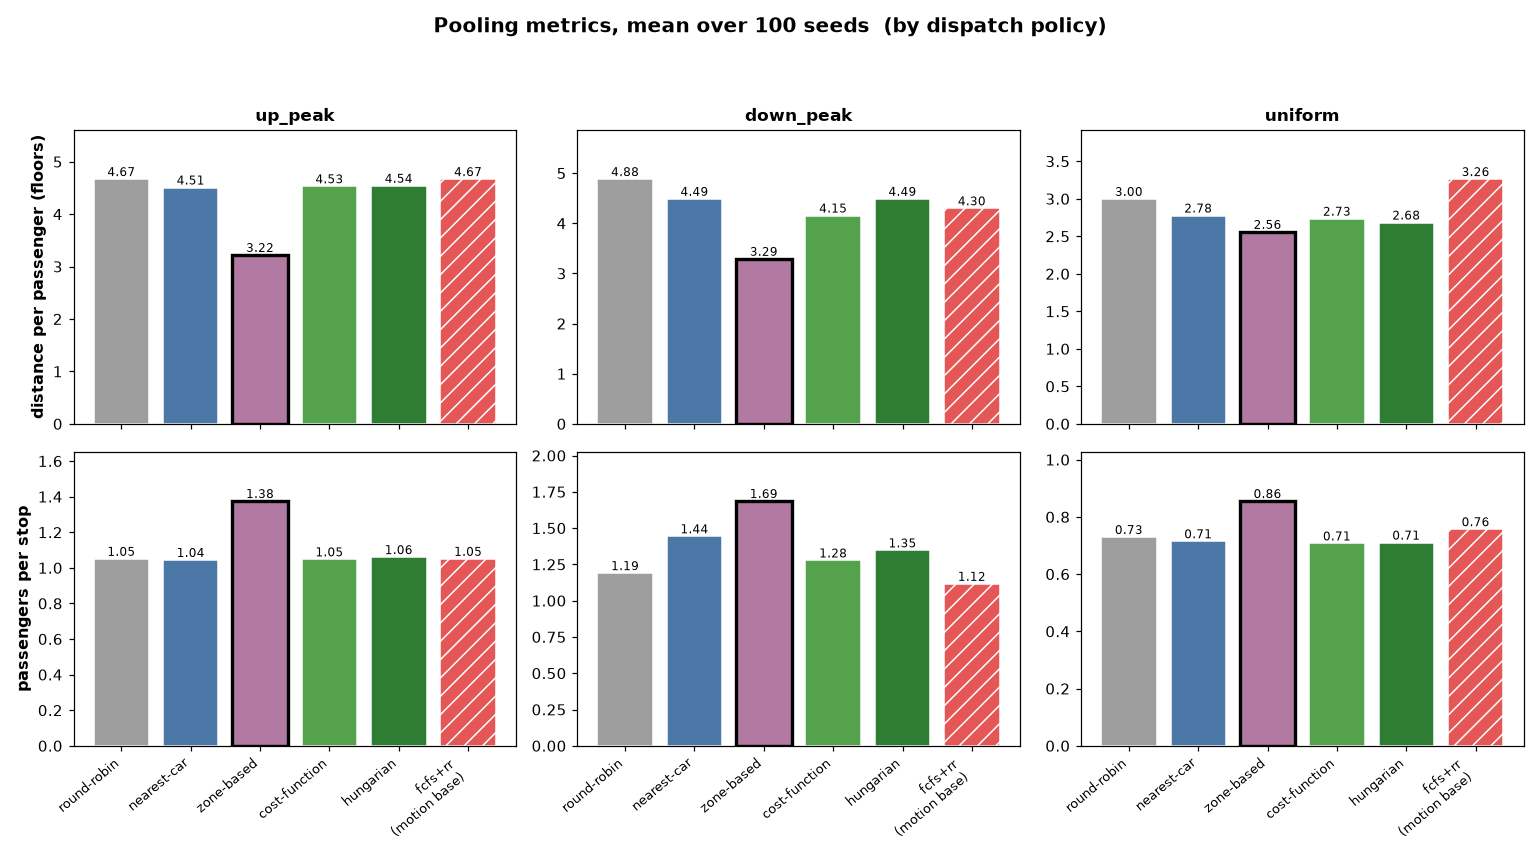 Pooling metrics, mean over 100 seeds  (by dispatch policy)
up_peak
down_peak
uniform
distance per passenger (floors)
5
4
3
2
1
0
4.67
4.51
3.22
4.53
4.54
4.67
5
4
3
2
1
0
4.88
4.49
3.29
4.15
4.49
4.30
3.5
3.0
2.5
2.0
1.5
1.0
0.5
0.0
3.00
2.78
2.56
2.73
2.68
3.26
passengers per stop
1.6
1.4
1.2
1.0
0.8
0.6
0.4
0.2
0.0
1.05
1.04
1.38
1.05
1.06
1.05
round-robin
nearest-car
zone-based
cost-function
hungarian
fcfs+rr
(motion base)
2.00
1.75
1.50
1.25
1.00
0.75
0.50
0.25
0.00
1.19
1.44
1.69
1.28
1.35
1.12
round-robin
nearest-car
zone-based
cost-function
hungarian
fcfs+rr
(motion base)
1.0
0.8
0.6
0.4
0.2
0.0
0.73
0.71
0.86
0.71
0.71
0.76
round-robin
nearest-car
zone-based
cost-function
hungarian
fcfs+rr
(motion base)